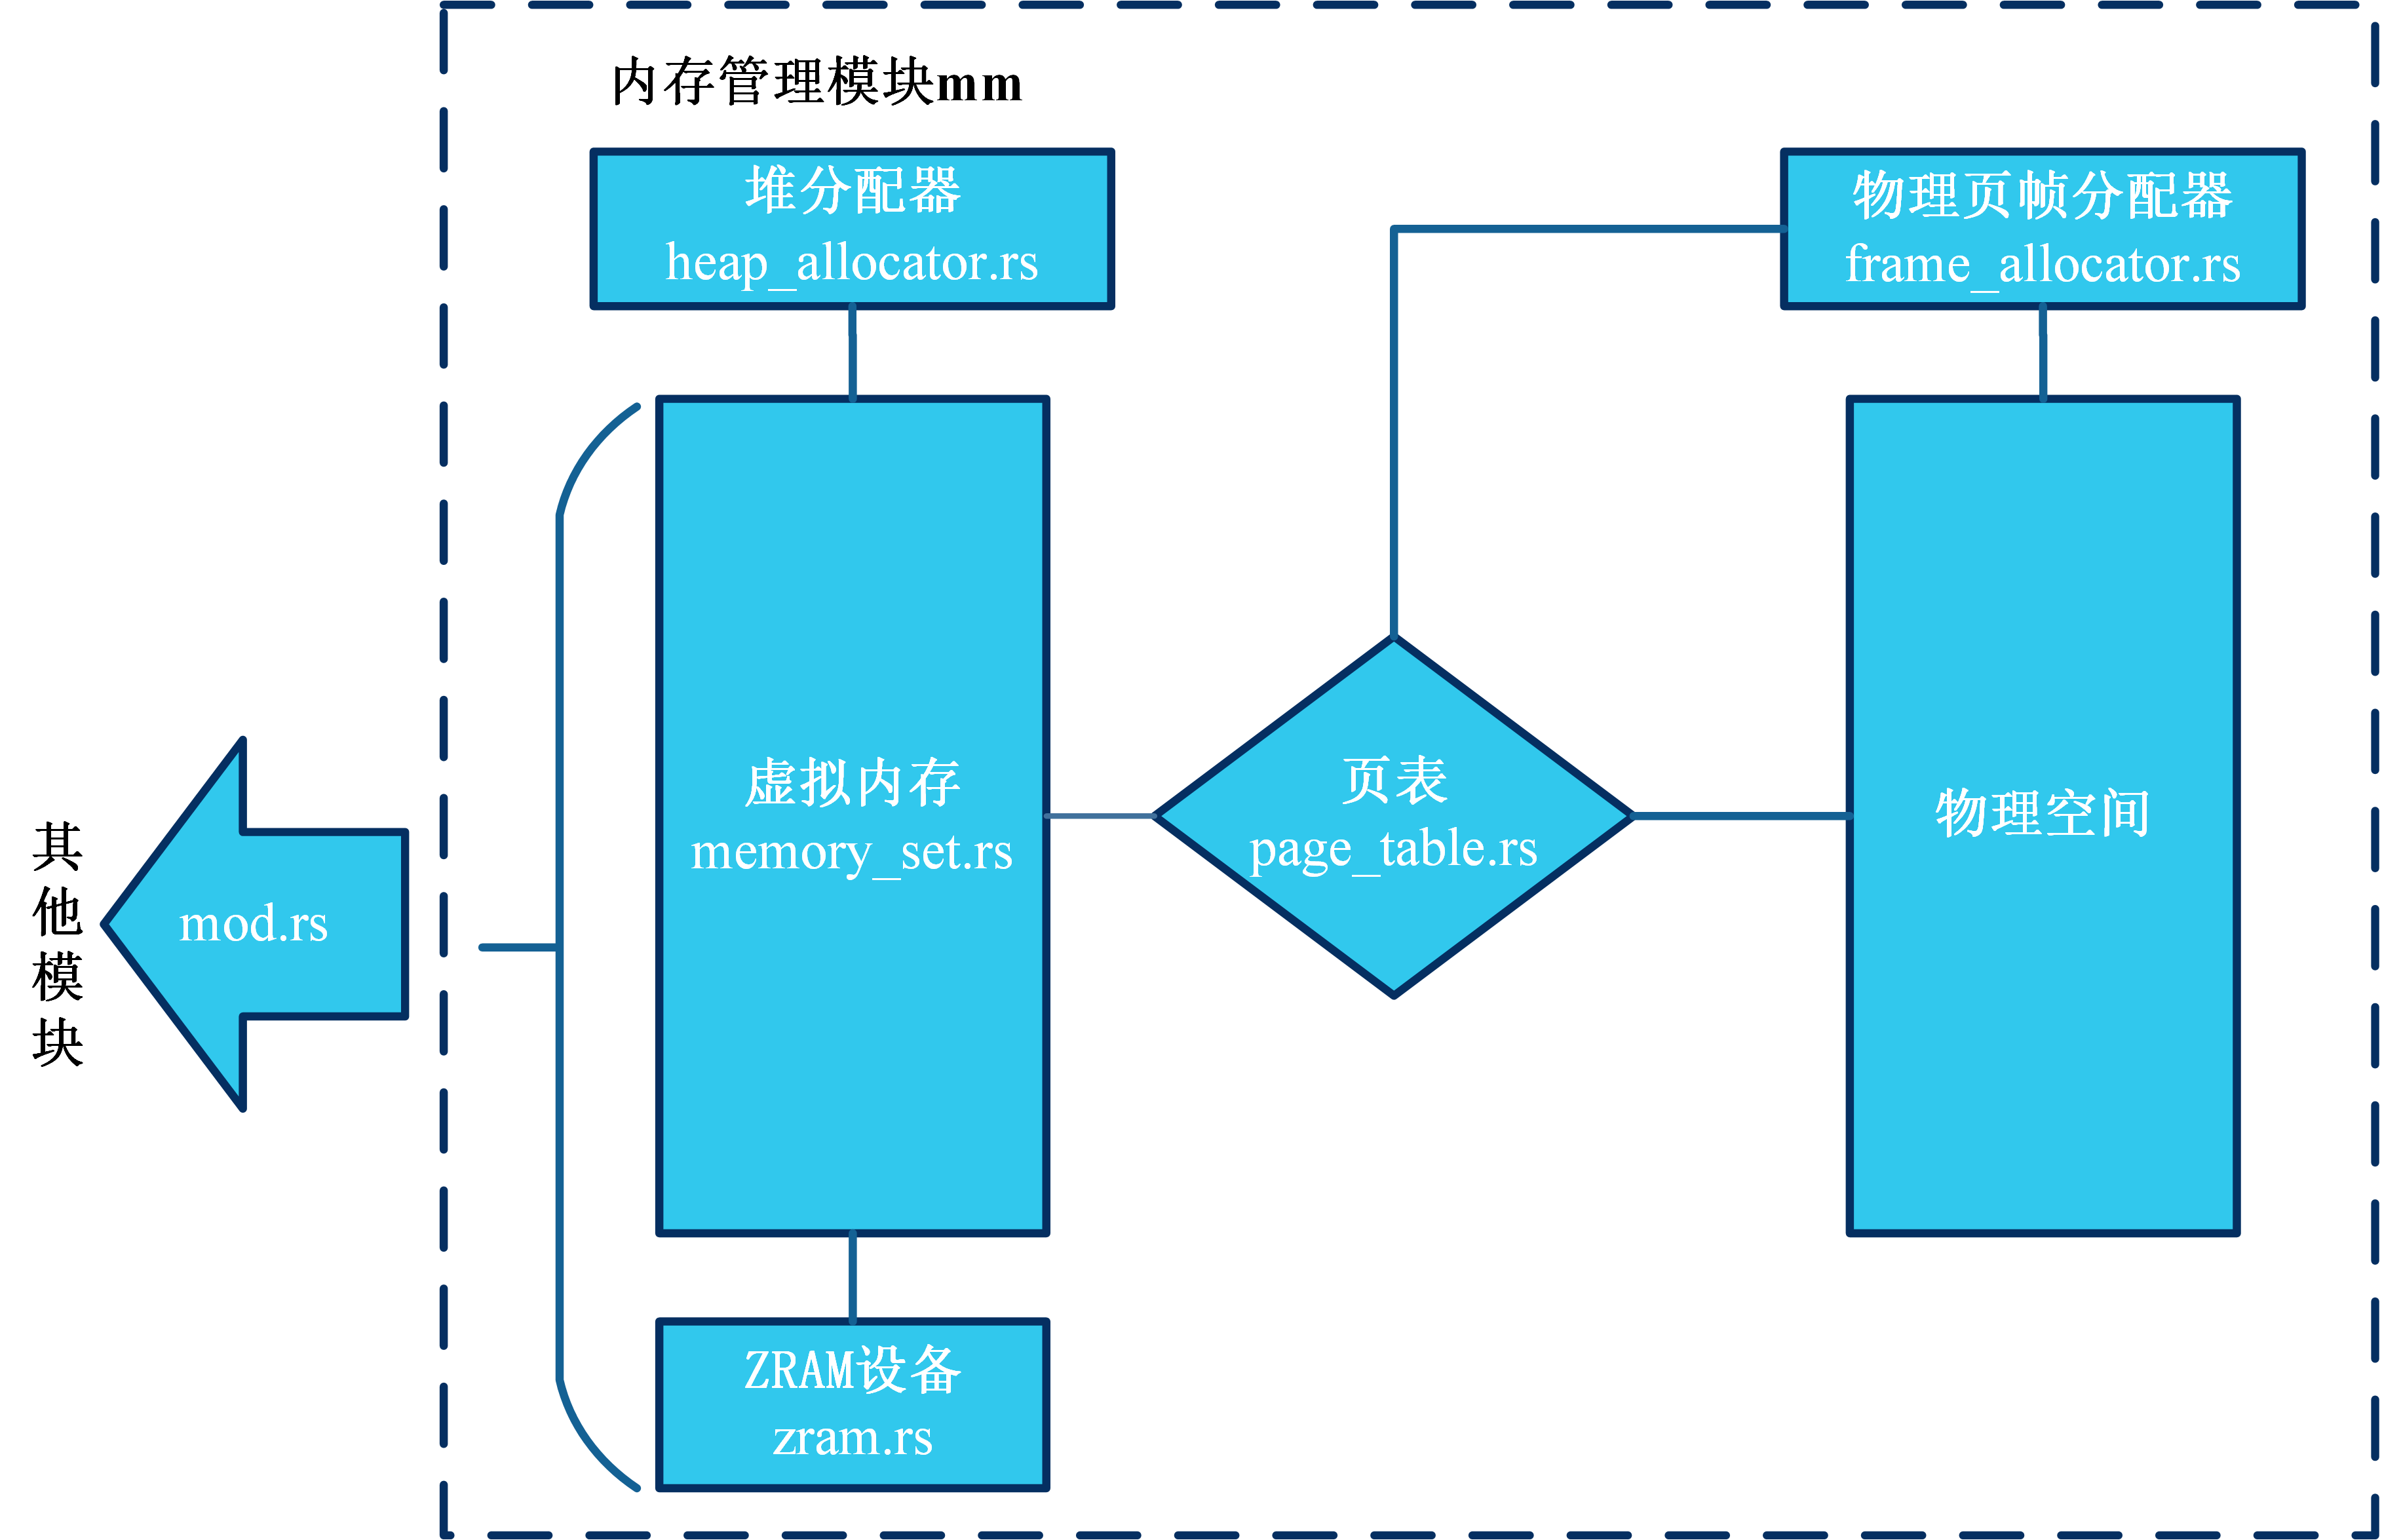 内存管理模块mm
堆分配器
heap_allocator.rs
物理页帧分配器
frame_allocator.rs
虚拟内存
memory_set.rs
页表
page_table.rs
物理空间
其他模块
mod.rs
ZRAM设备
zram.rs